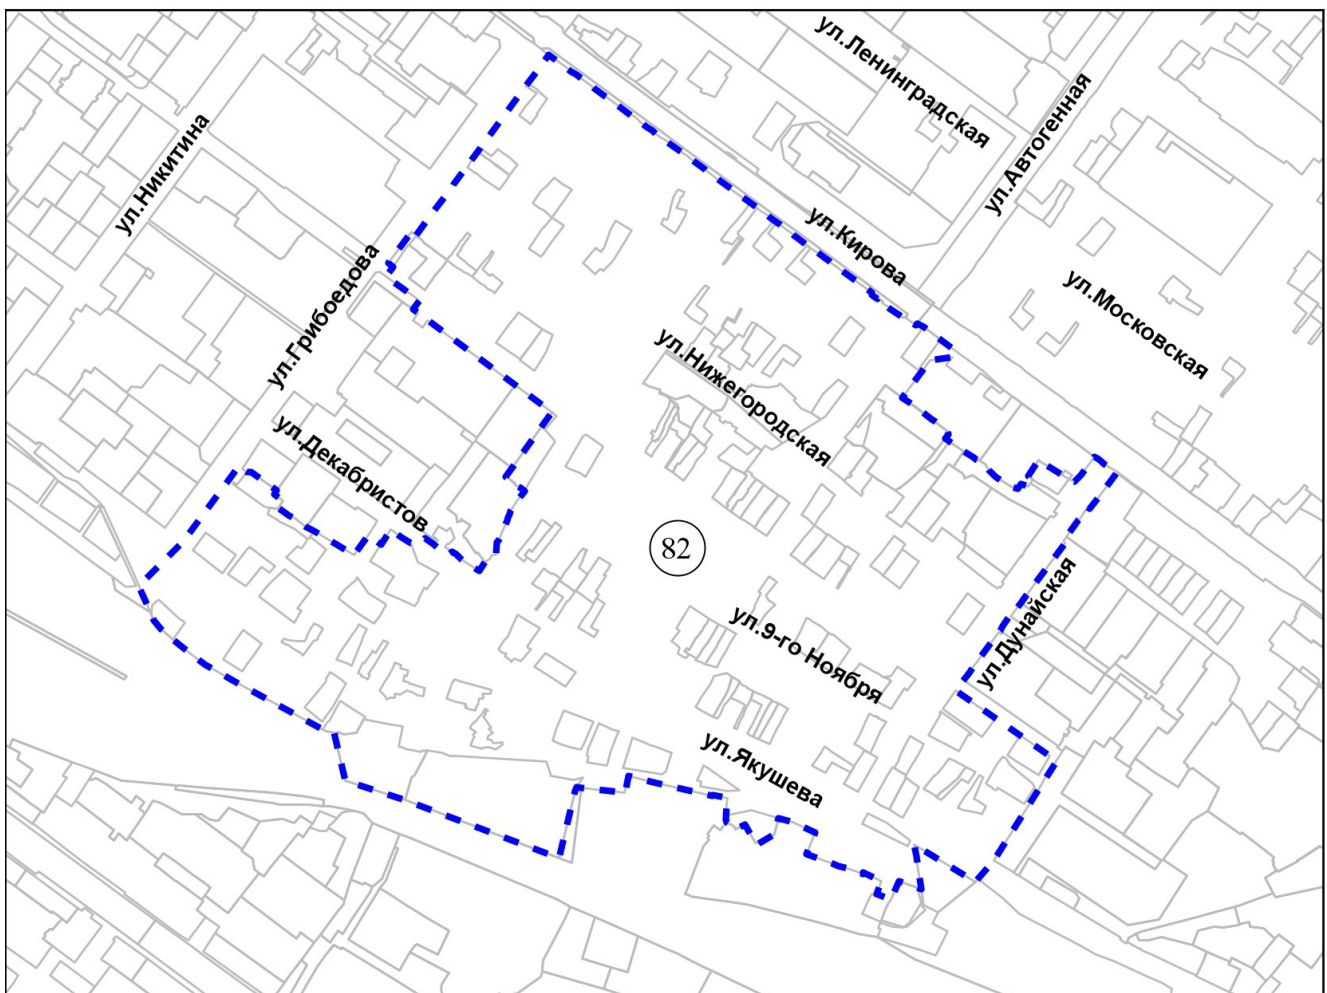 ул.Ленинградская
ул.Автогенная
ул.Никитина
ул.Кирова
ул.Грибоедова
ул.Московская
ул.Нижегородская
ул.Декабристов
82
ул.Дунайская
ул.9-го Ноября
ул.Якушева